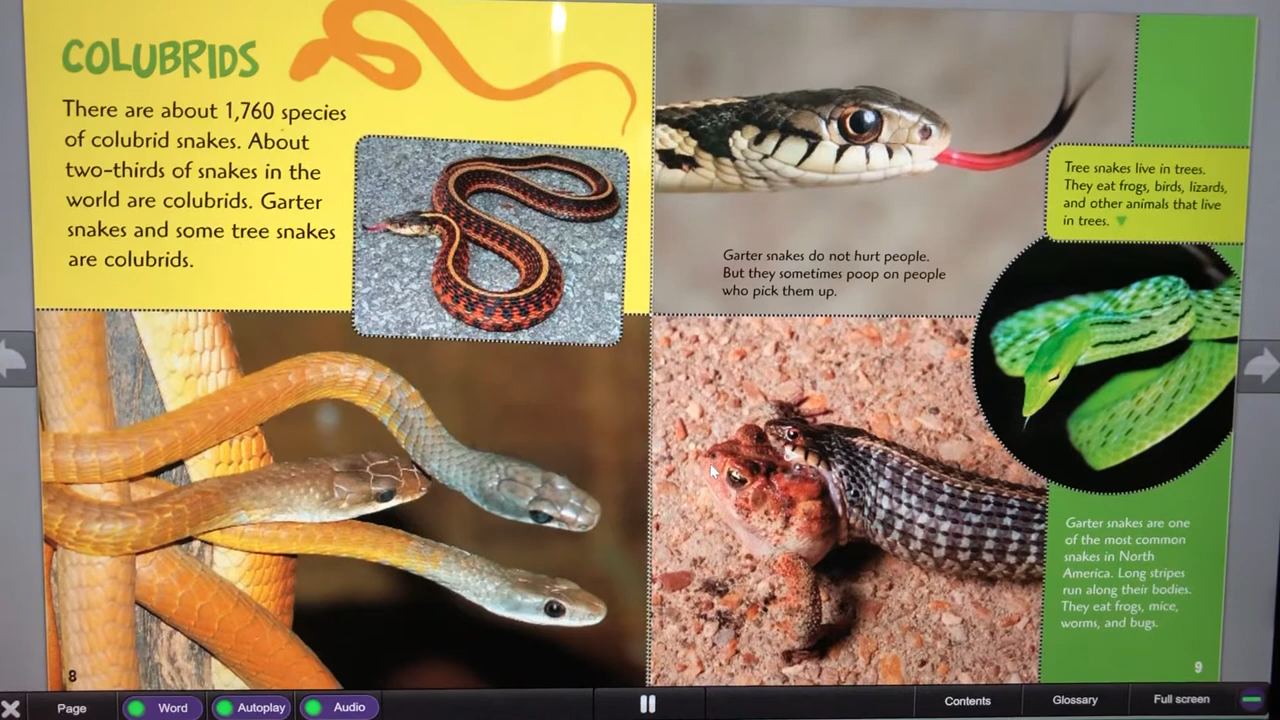 COLUBRIDS
There are about 1,760 species
of colubrid snakes. About
two-thirds of snakes in the
world are colubrids. Garter
snakes and some tree snakes
are colubrids.
Garter snakes do not hurt people.
But they sometimes poop on people
who pick them up.
Tree snakes live in trees.
They eat frogs, birds, lizards,
and other animals that live
in trees.
Garter snakes are one
of the most common
snakes in North
America. Long stripes
run along their bodies.
They eat frogs, mice,
worms, and bugs.
8
9
Page
Word
Autoplay
Audio
Contents
Glossary
Full screen